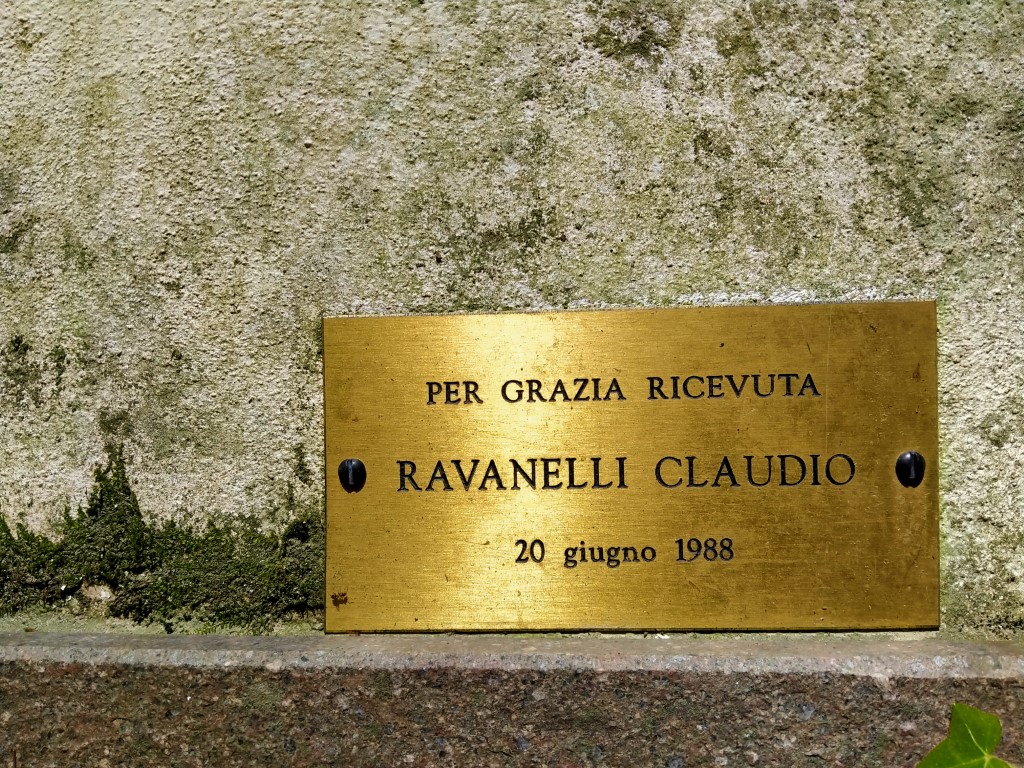 PER GRAZIA RICEVUTA
RAVANELLI CLAUDIO
20 giugno 1988